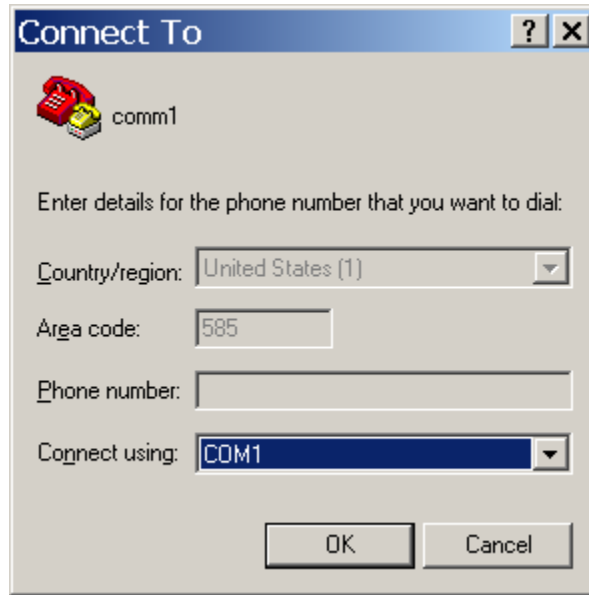 Connect To
comm1
Enter details for the phone number that you want to dial:
Country/region: United States (1)
Area code: 585
Phone number:
Connect using: COM1
OK Cancel